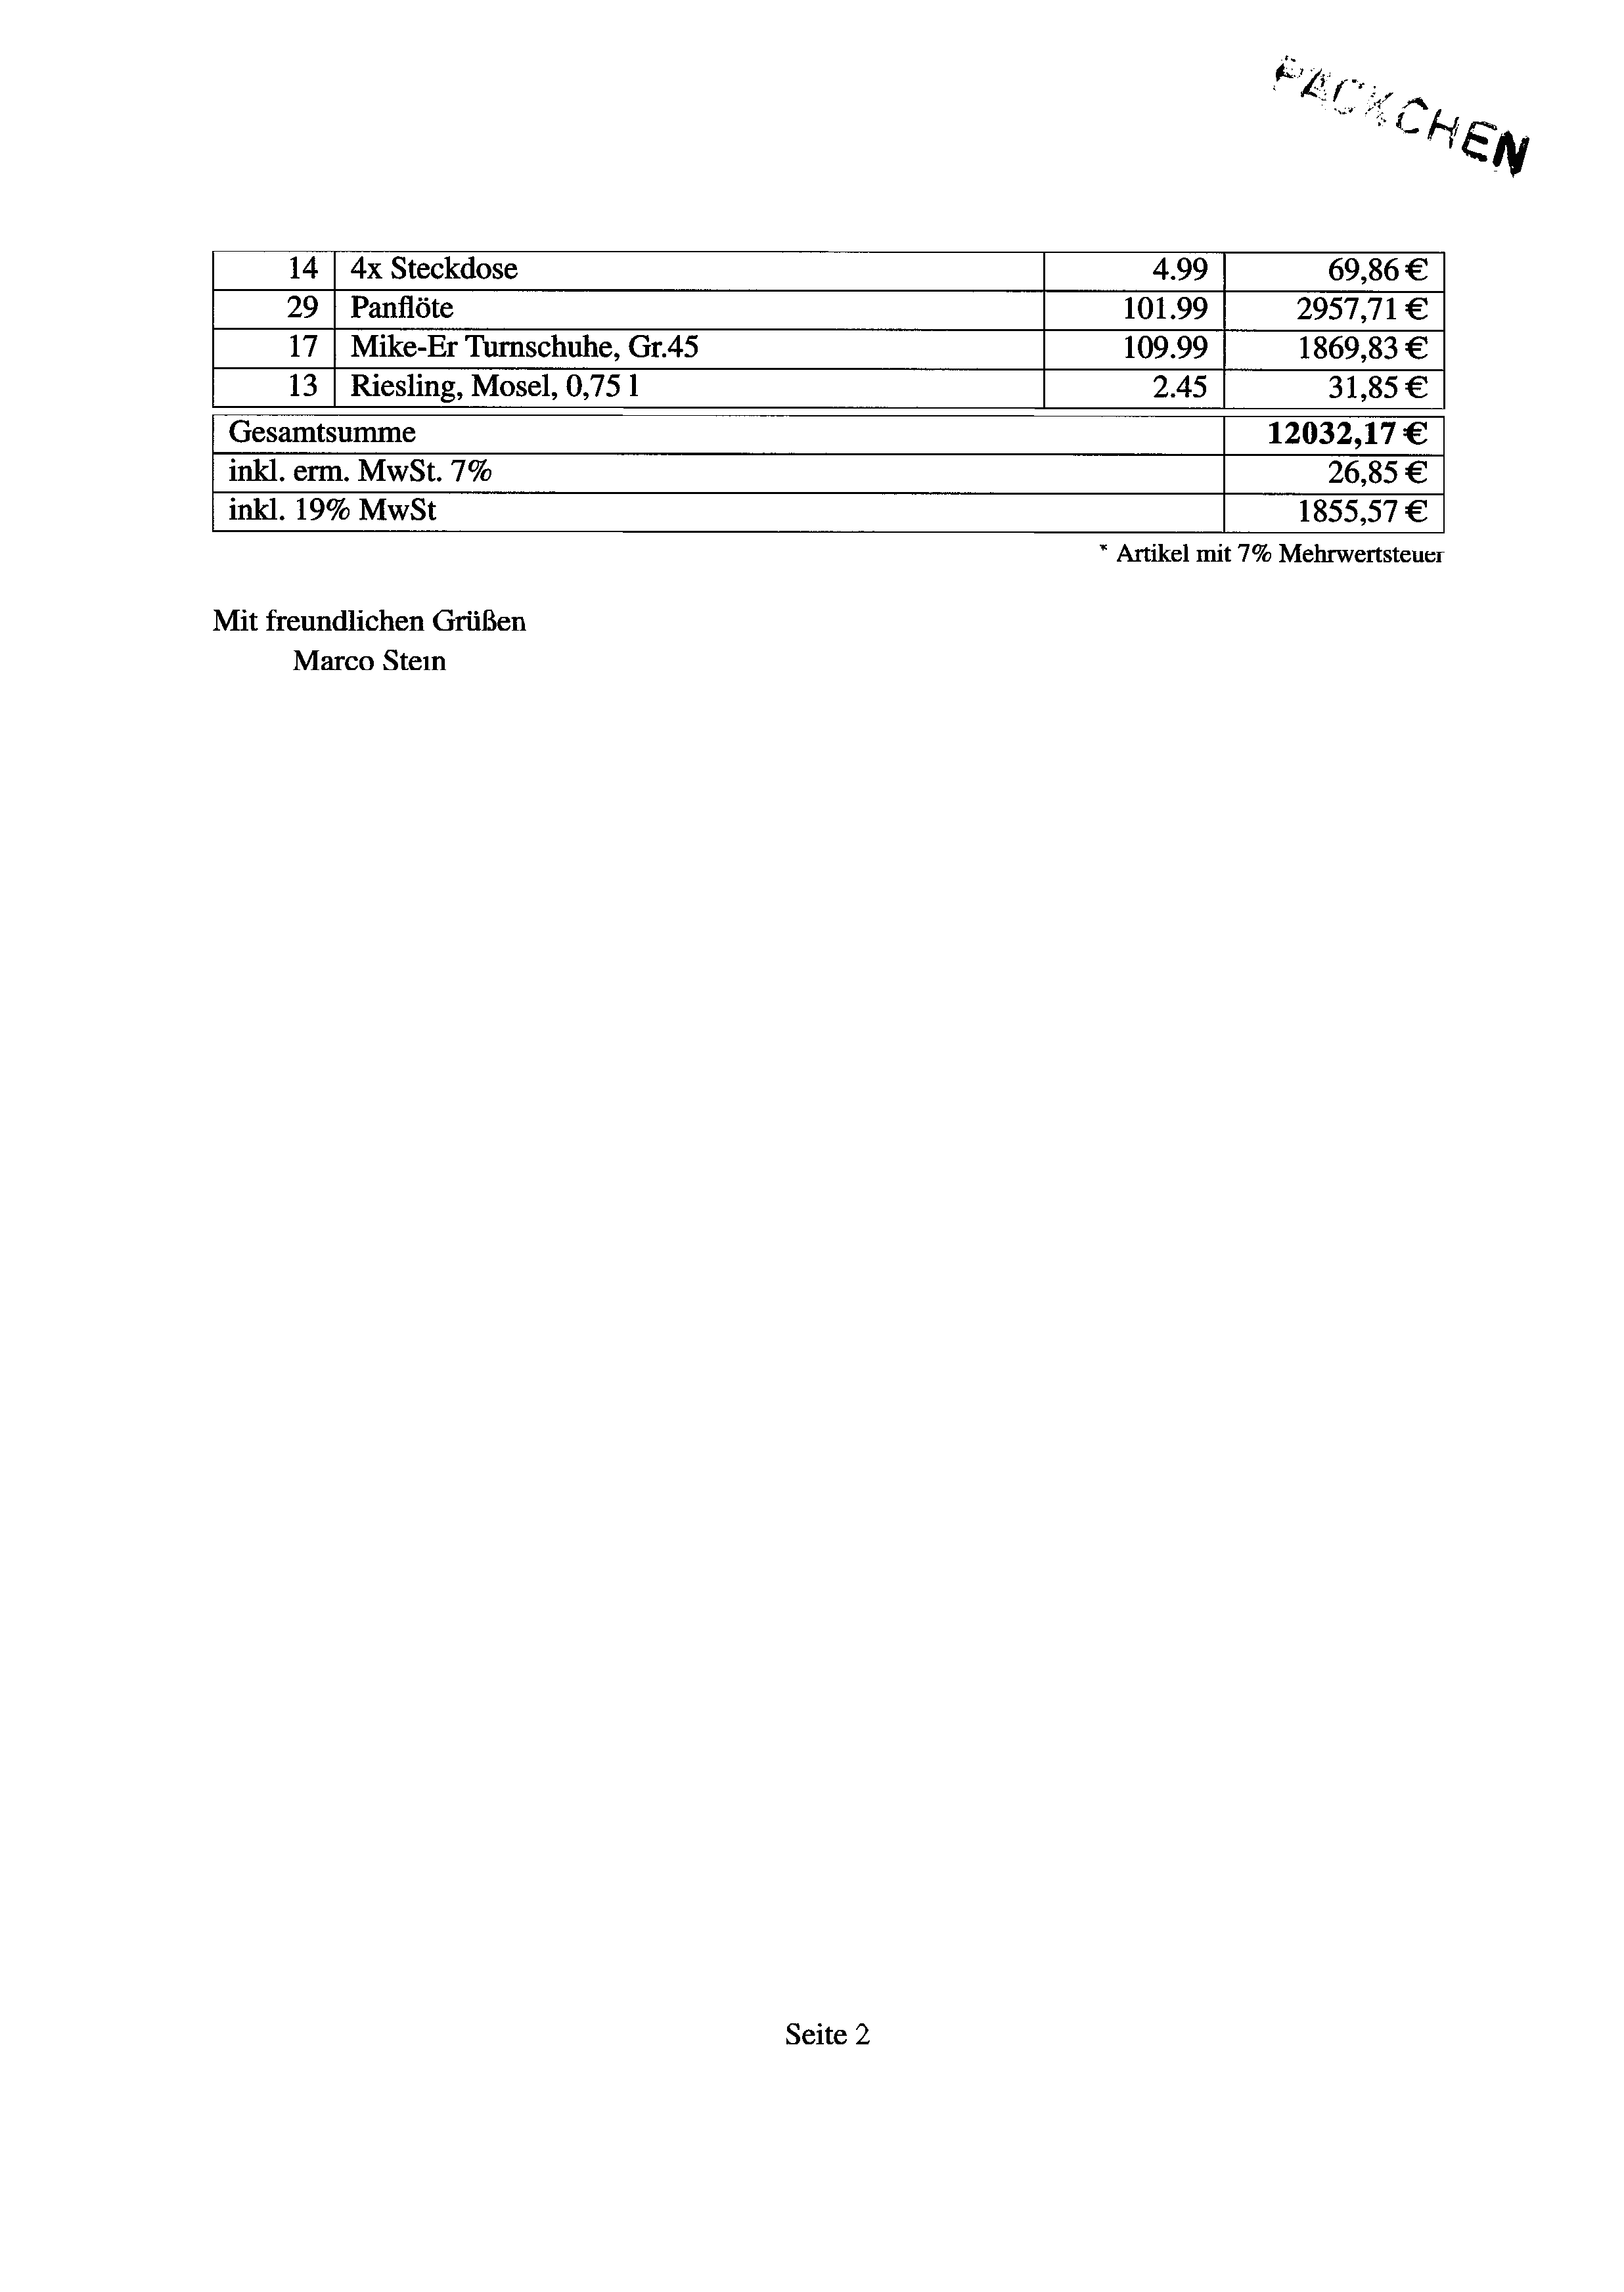 PACKCHEN
14 4x Steckdose 4.99 69,86 €
29 Panflöte 101.99 2957,71 €
17 Mike-Er Turnschuhe, Gr.45 109.99 1869,83 €
13 Riesling, Mosel, 0,75 l 2.45 31,85 €
Gesamtsumme 12032,17 €
inkl. erm. MwSt. 7% 26,85 €
inkl. 19% MwSt 1855,57 €
* Artikel mit 7% Mehrwertsteuer
Mit freundlichen Grüßen
Marco Stein
Seite 2